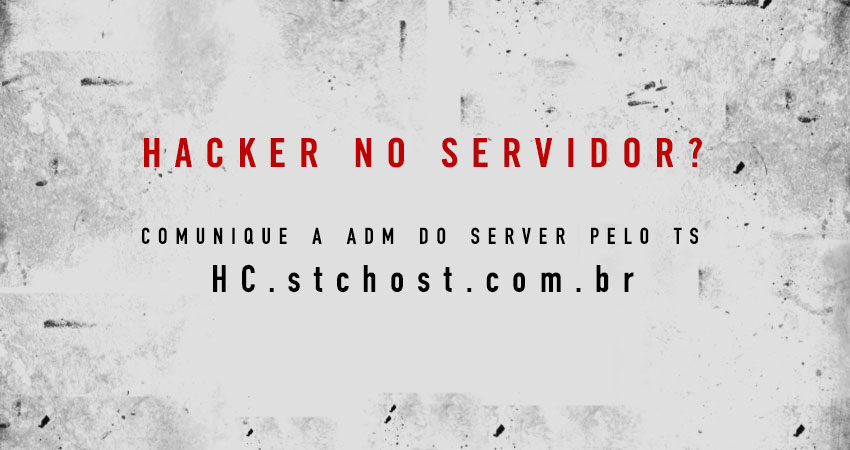 HACKER NO SERVIDOR?
COMUNIQUE A ADM DO SERVER PELO TS
HC.stchost.com.br